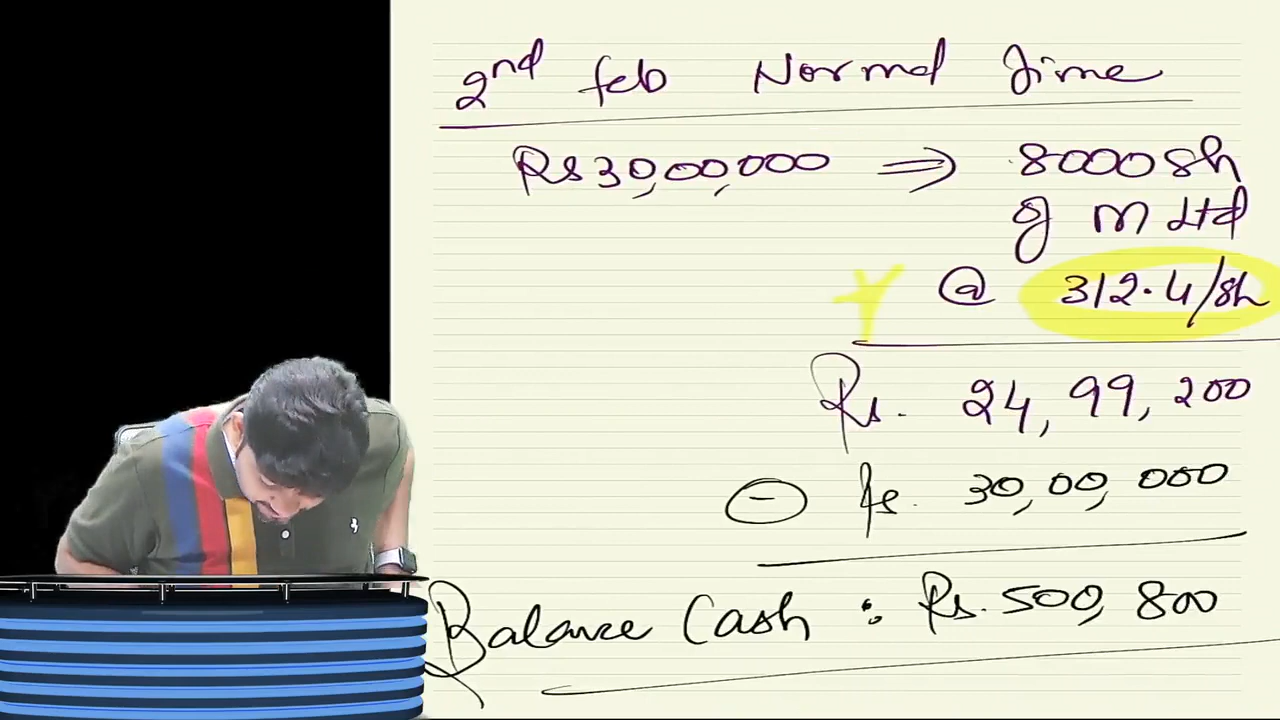 2nd feb Normal Time
Rs 30,00,000 ⇒ 8000 sh
of M Ltd
@ 312.4/sh
Rs. 24,99,200
(-) Rs. 30,00,000
Balance Cash : Rs. 500,800